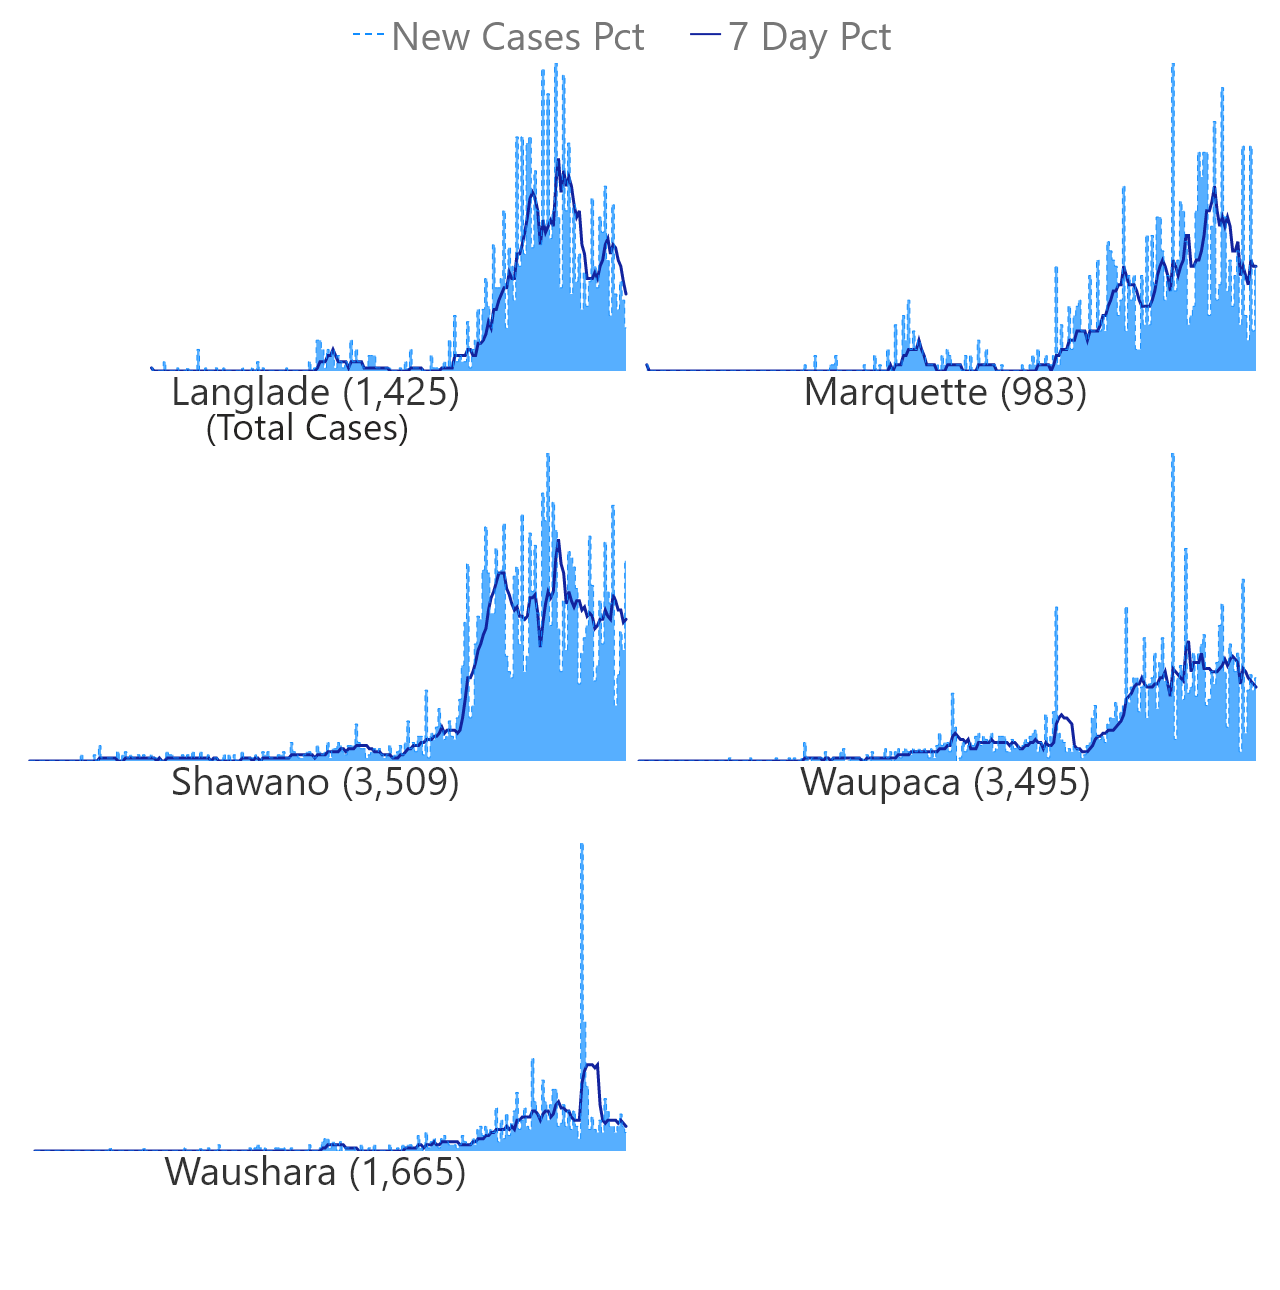 New Cases Pct 7 Day Pct
Langlade (1,425)
(Total Cases)
Marquette (983)
Shawano (3,509)
Waupaca (3,495)
Waushara (1,665)